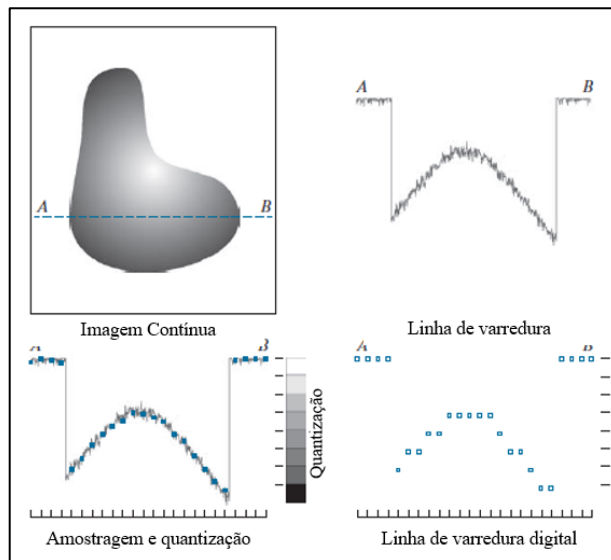 A B
A B
Imagem Contínua
Linha de varredura
A B
B
Quantização
Amostragem e quantização
Linha de varredura digital